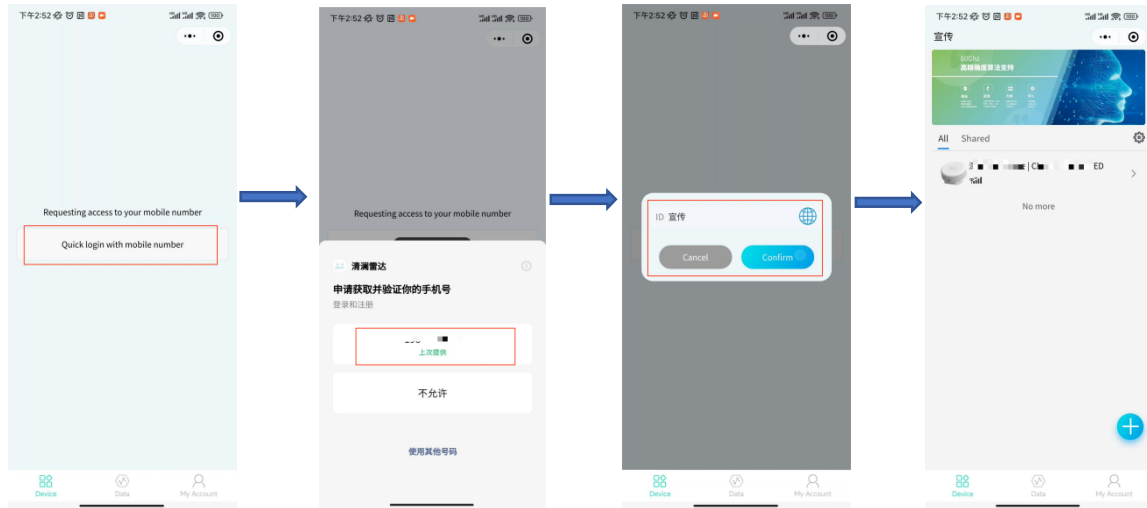 下午2:52
Requesting access to your mobile number
Quick login with mobile number
Device
Data
My Account
下午2:52
Requesting access to your mobile number
清澜雷达
申请获取并验证你的手机号
登录和注册
上次提供
不允许
使用其他号码
下午2:52
ID 宣传
Cancel
Confirm
Device
Data
My Account
下午2:52
宣传
60Ghz
高精确度算法支持
All Shared
ED
No more
Device
Data
My Account